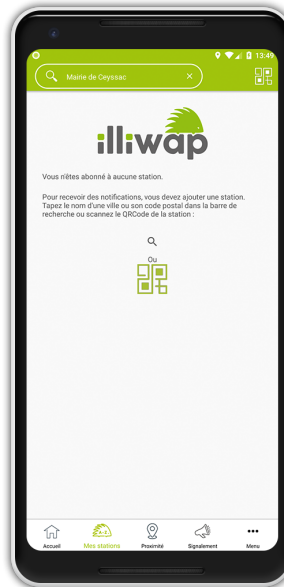 13:49
Mairie de Ceyssac
illiwap
Vous n'êtes abonné à aucune station.
Pour recevoir des notifications, vous devez ajouter une station.
Tapez le nom d'une ville ou son code postal dans la barre de
recherche ou scannez le QRCode de la station :
Ou
A-Z
Accueil Mes stations Proximité Signalement Menu